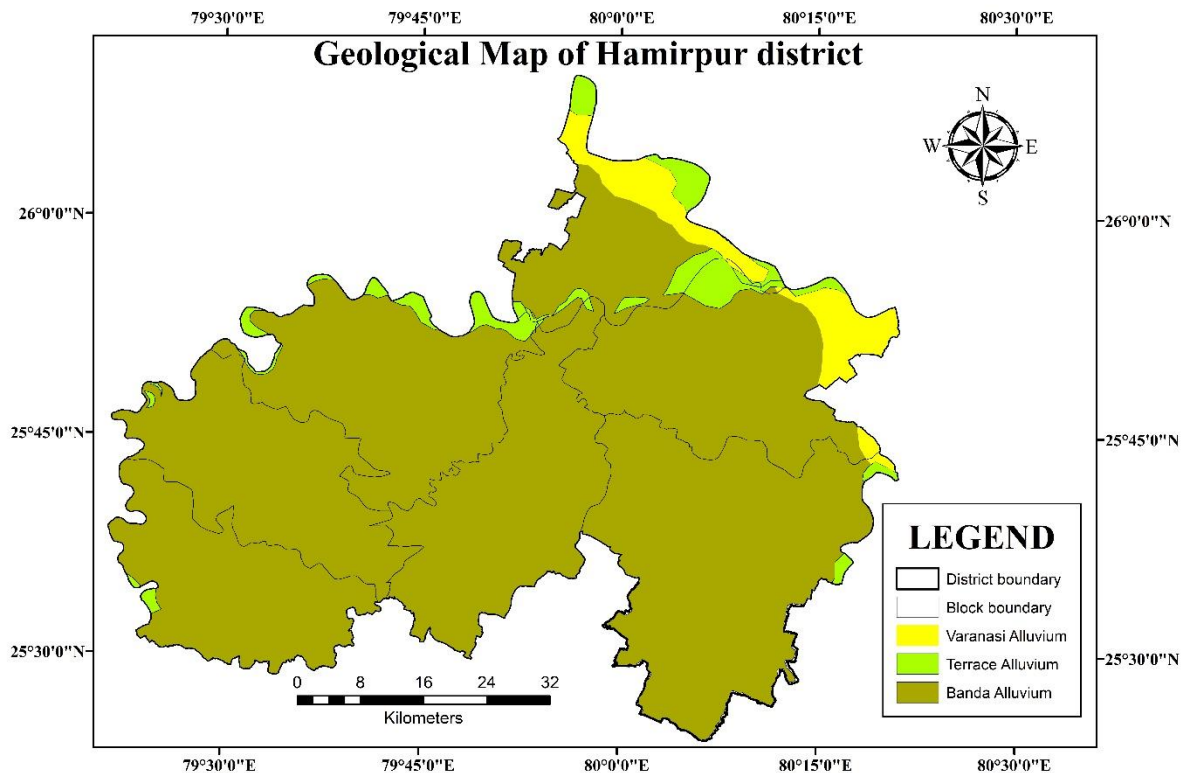 79°30'0"E 79°45'0"E 80°0'0"E 80°15'0"E 80°30'0"E
Geological Map of Hamirpur district
N
W E
S
26°0'0"N 26°0'0"N
25°45'0"N 25°45'0"N
25°30'0"N 25°30'0"N
LEGEND
District boundary
Block boundary
Varanasi Alluvium
Terrace Alluvium
Banda Alluvium
0 4 8 16 24 32
Kilometers
79°30'0"E 79°45'0"E 80°0'0"E 80°15'0"E 80°30'0"E